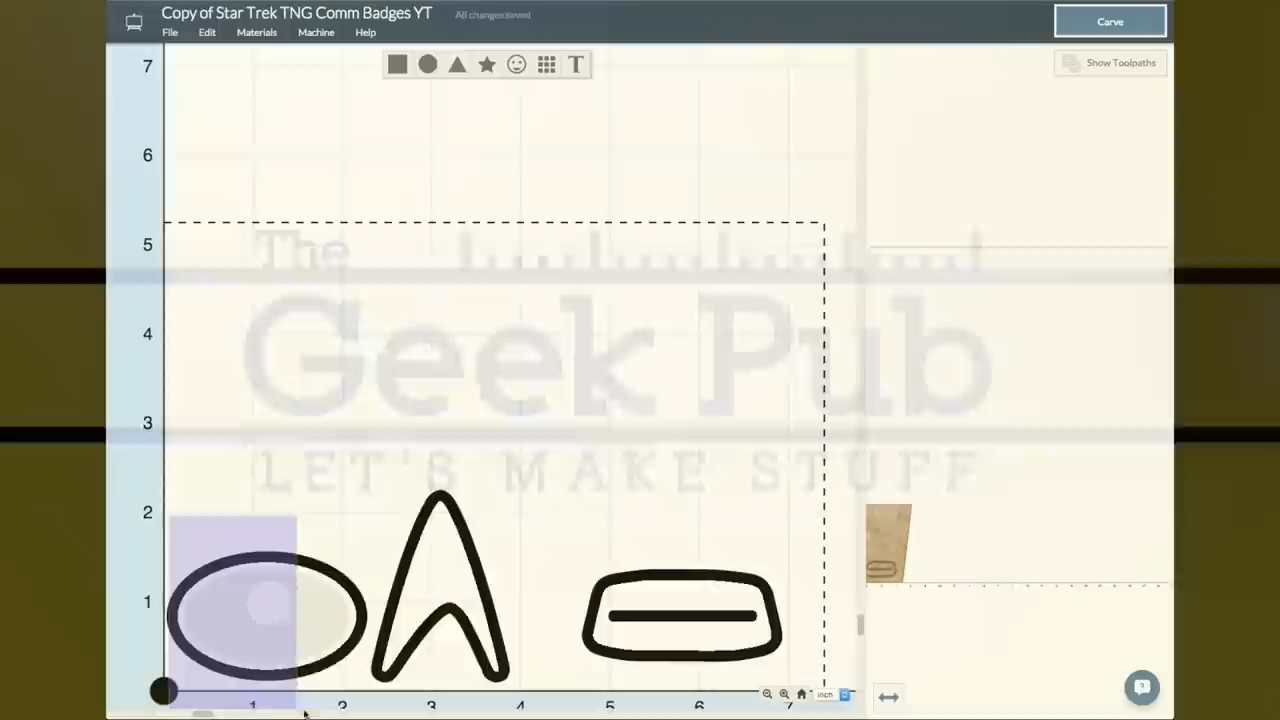 Copy of Star Trek TNG Comm Badges YT
All changes saved
File Edit Materials Machine Help
Carve
Show Toolpaths
T
7
6
5
4
3
2
1
The
Geek Pub
LET'S MAKE STUFF
1 2 3 4 5 6 7
inch